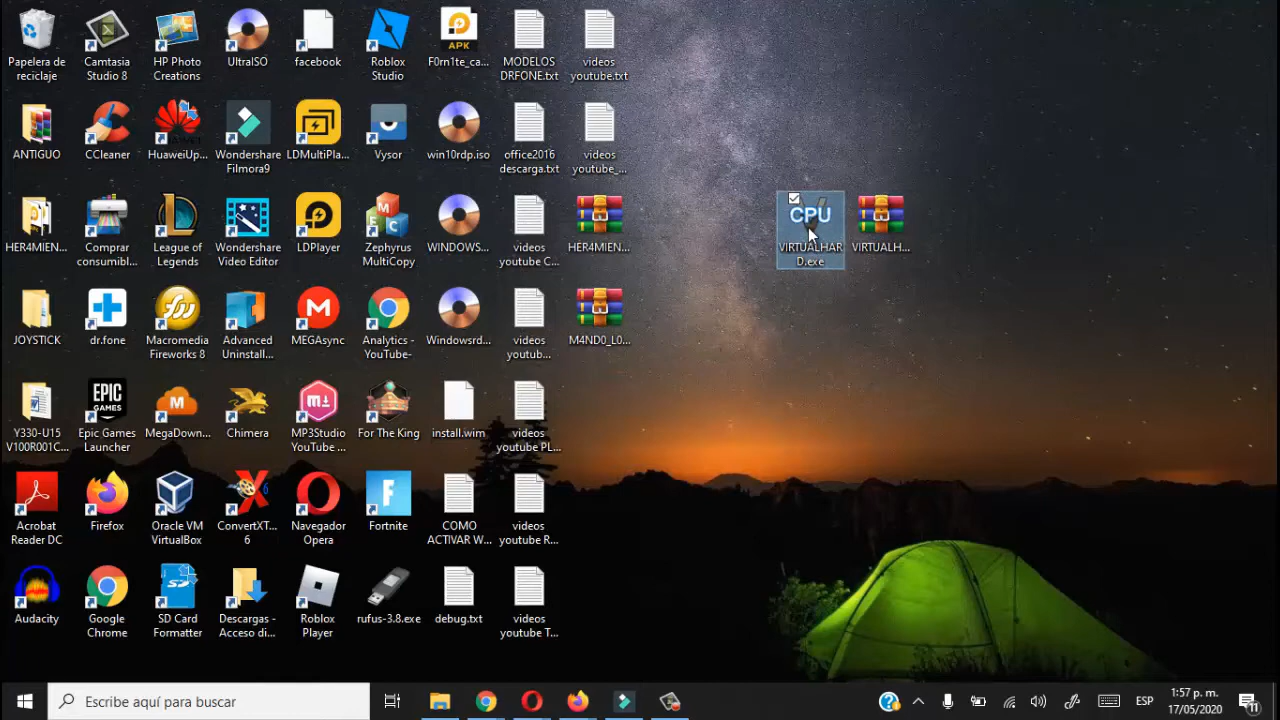 Papelera de
reciclaje
Camtasia
Studio 8
HP Photo
Creations
UltraISO
facebook
Roblox
Studio
APK
F0rn1te_ca...
MODELOS
DRFONE.txt
videos
youtube.txt
ANTIGUO
CCleaner
HuaweiUp...
Wondershare
Filmora9
LDMultiPla...
Vysor
win10rdp.iso
office2016
descarga.txt
videos
youtube_...
HER4MIEN...
Comprar
consumibl...
League of
Legends
Wondershare
Video Editor
LDPlayer
M
T
C
Zephyrus
MultiCopy
WINDOWS...
videos
youtube C...
HER4MIEN...
CPU
VIRTUALHAR
D.exe
VIRTUALH...
JOYSTICK
dr.fone
Macromedia
Fireworks 8
Advanced
Uninstall...
M
MEGAsync
Analytics -
YouTube-
Windowsrd...
videos
youtub...
M4ND0_L0...
Y330-U15
V100R001C...
EPIC
GAMES
Epic Games
Launcher
M
MegaDown...
Chimera
MP3Studio
YouTube ...
For The King
install.wim
videos
youtube PL...
Acrobat
Reader DC
Firefox
Oracle VM
VirtualBox
ConvertXT...
6
Navegador
Opera
F
Fortnite
COMO
ACTIVAR W...
videos
youtube R...
Audacity
Google
Chrome
SD
SD Card
Formatter
Descargas -
Acceso di...
Roblox
Player
rufus-3.8.exe
debug.txt
videos
youtube T...
Escribe aquí para buscar
ESP
1:57 p. m.
17/05/2020
11